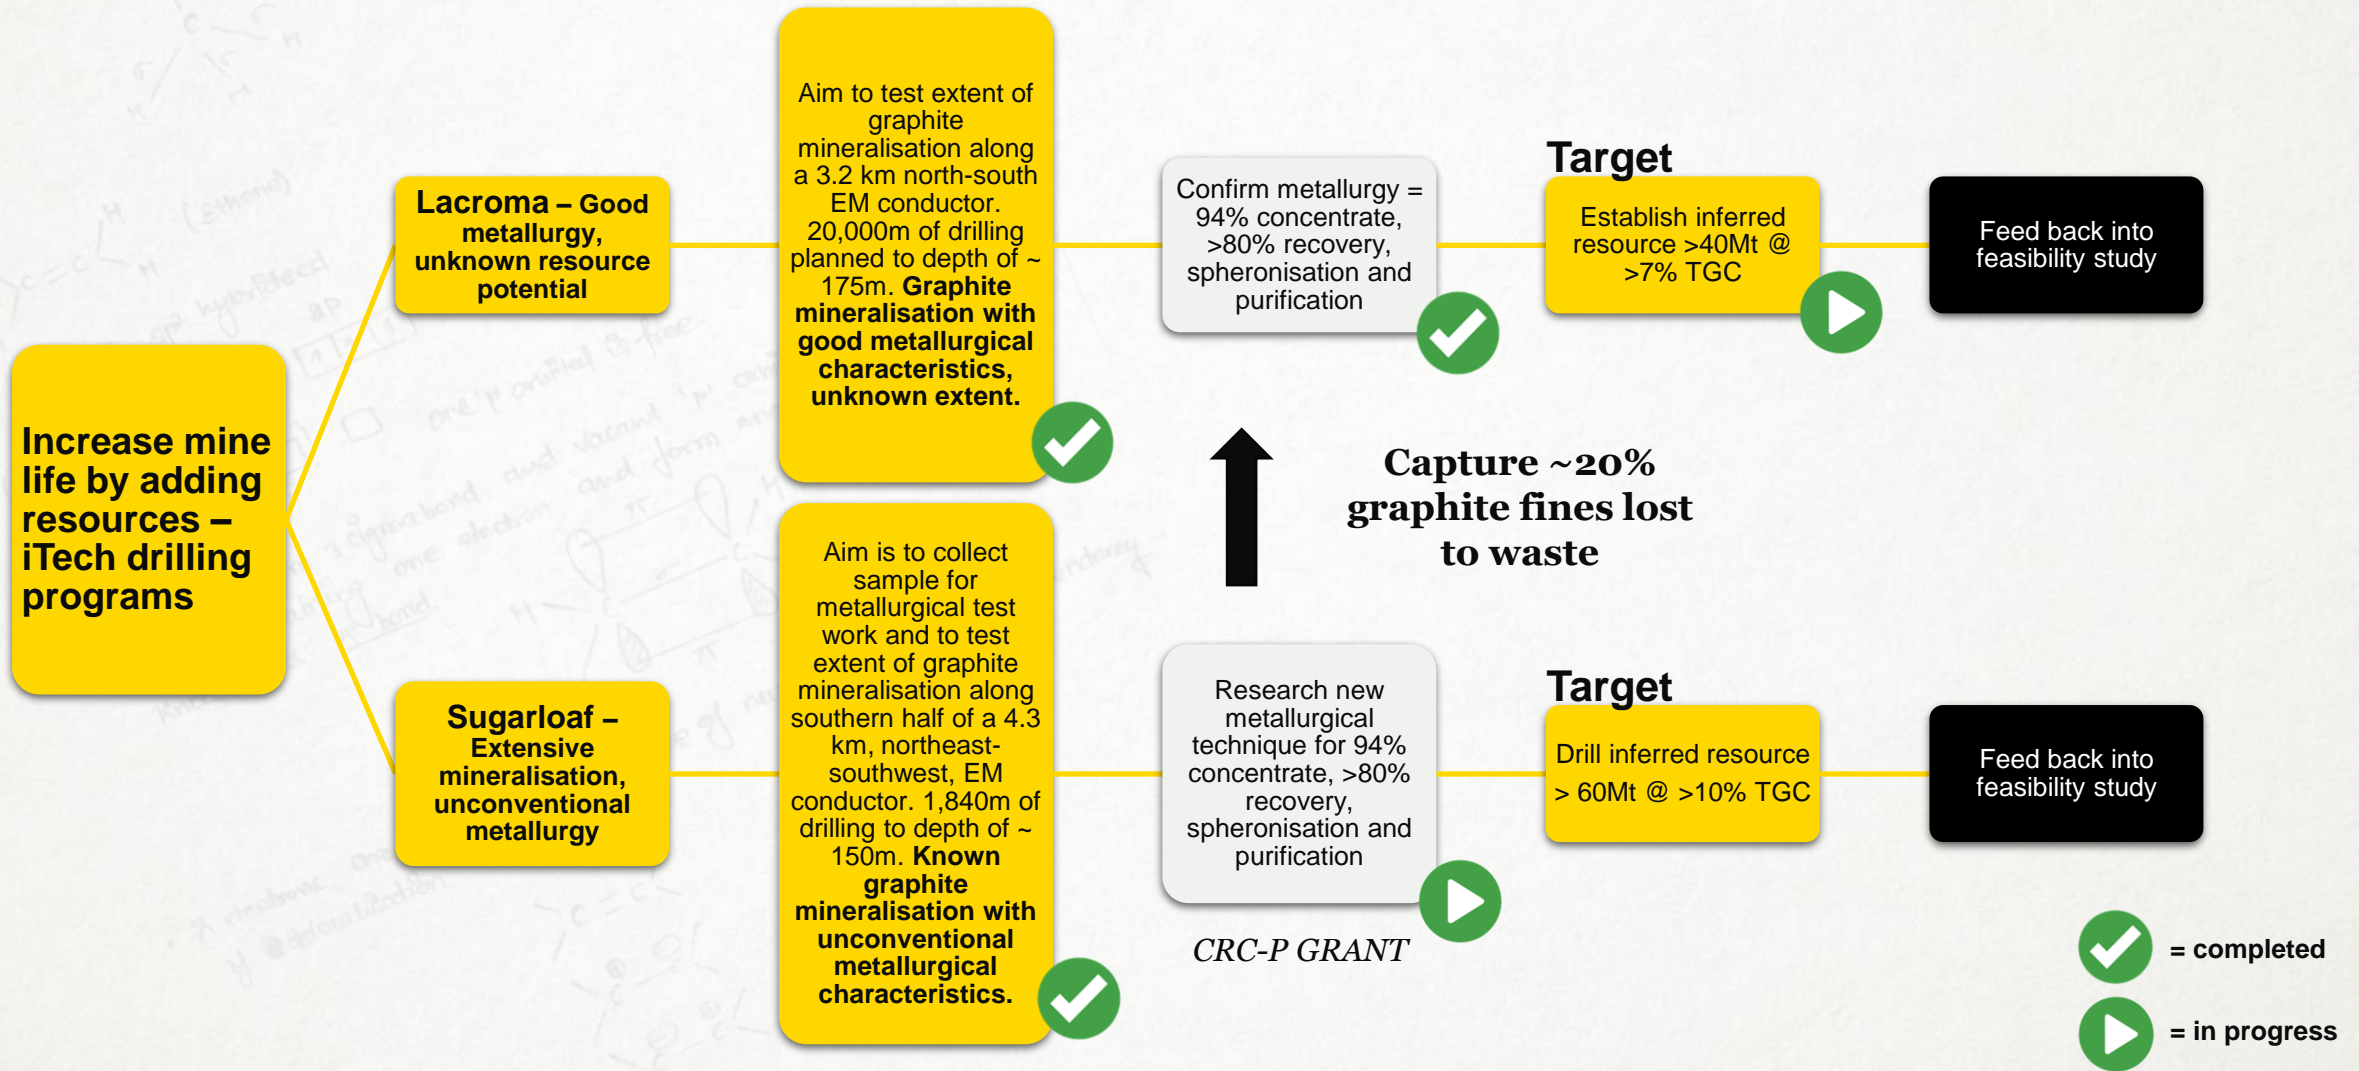 Increase mine
life by adding
resources –
iTech drilling
programs
Lacroma – Good
metallurgy,
unknown resource
potential
Aim to test extent of
graphite
mineralisation along
a 3.2 km north-south
EM conductor.
20,000m of drilling
planned to depth of ~
175m. Graphite
mineralisation with
good metallurgical
characteristics,
unknown extent.
Confirm metallurgy =
94% concentrate,
>80% recovery,
spheronisation and
purification
Target
Establish inferred
resource >40Mt @
>7% TGC
Feed back into
feasibility study
Capture ~20%
graphite fines lost
to waste
Sugarloaf –
Extensive
mineralisation,
unconventional
metallurgy
Aim is to collect
sample for
metallurgical test
work and to test
extent of graphite
mineralisation along
southern half of a 4.3
km, northeast-
southwest, EM
conductor. 1,840m of
drilling to depth of ~
150m. Known
graphite
mineralisation with
unconventional
metallurgical
characteristics.
Research new
metallurgical
technique for 94%
concentrate, >80%
recovery,
spheronisation and
purification
CRC-P GRANT
Target
Drill inferred resource
> 60Mt @ >10% TGC
Feed back into
feasibility study
= completed
= in progress